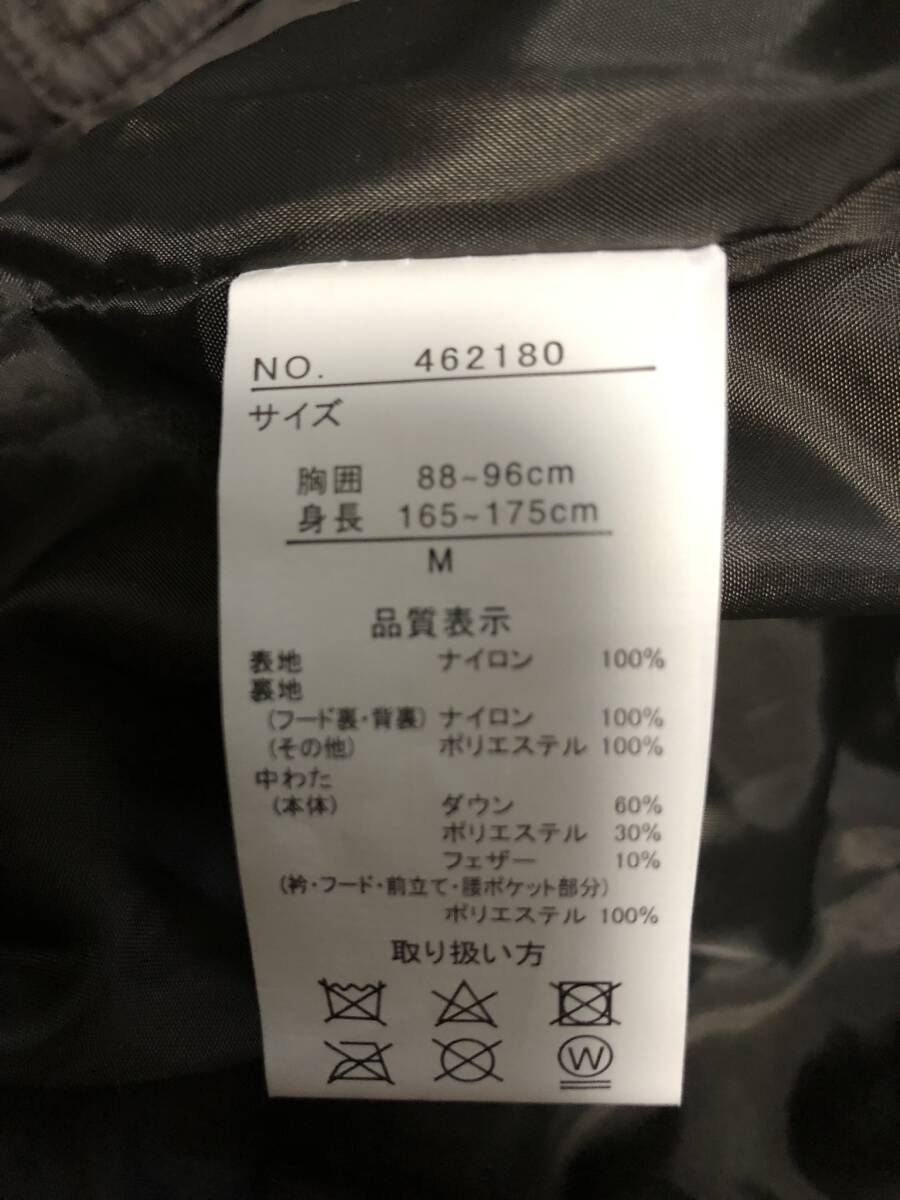 NO. 462180
サイズ
胸囲 88~96cm
身長 165~175cm
M
品質表示
表地 ナイロン 100%
裏地
(フード裏・背裏) ナイロン 100%
(その他) ポリエステル 100%
中わた
(本体) ダウン 60%
ポリエステル 30%
フェザー 10%
(衿・フード・前立て・腰ポケット部分)
ポリエステル 100%
取り扱い方
W